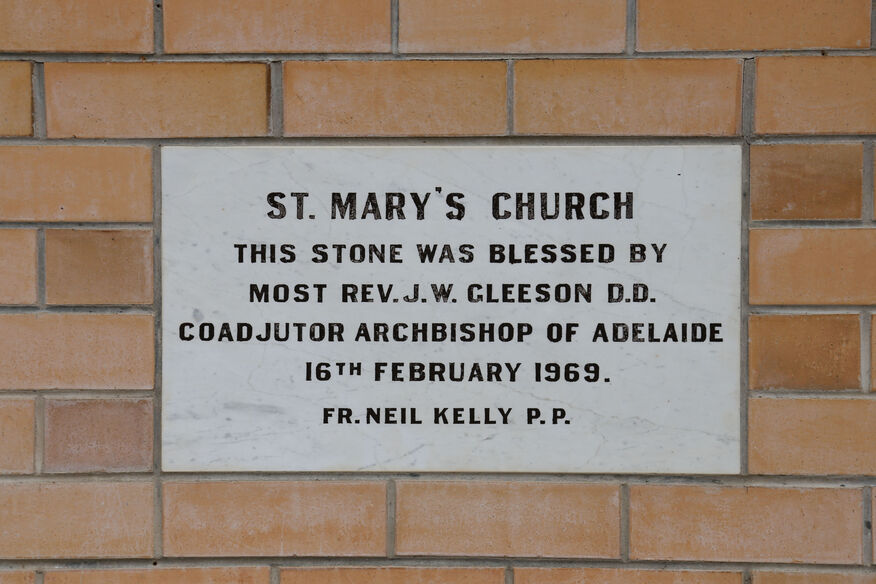 ST. MARY'S CHURCH
THIS STONE WAS BLESSED BY
MOST REV. J.W. GLEESON D.D.
COADJUTOR ARCHBISHOP OF ADELAIDE
16TH FEBRUARY 1969.
FR. NEIL KELLY P.P.